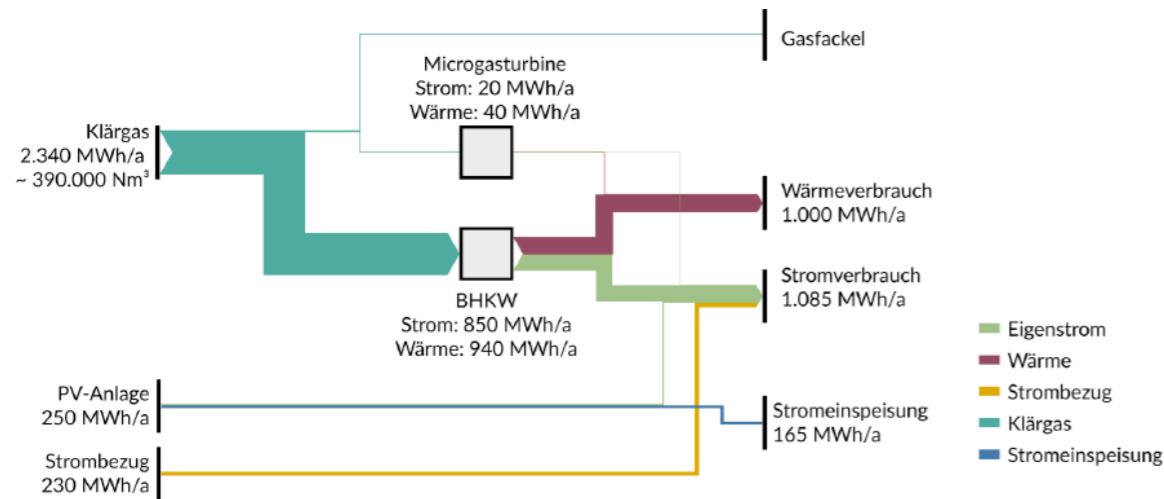 Gasfackel
Microgasturbine
Strom: 20 MWh/a
Wärme: 40 MWh/a
Klärgas
2.340 MWh/a
~ 390.000 Nm³
Wärmeverbrauch
1.000 MWh/a
Stromverbrauch
1.085 MWh/a
BHKW
Strom: 850 MWh/a
Wärme: 940 MWh/a
PV-Anlage
250 MWh/a
Stromeinspeisung
165 MWh/a
Strombezug
230 MWh/a
Eigenstrom
Wärme
Strombezug
Klärgas
Stromeinspeisung